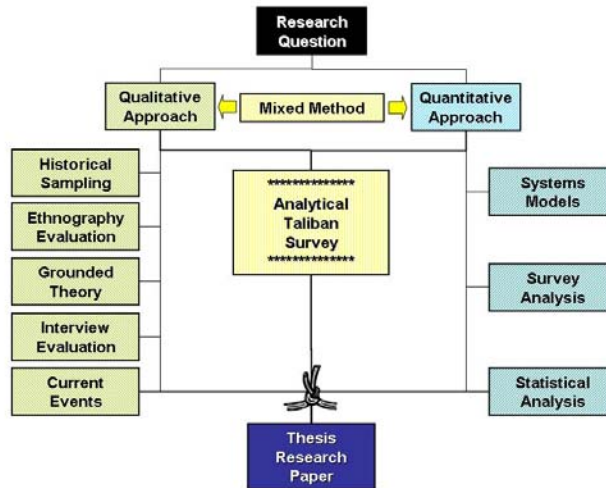 Research
Question
Qualitative
Approach
Mixed Method
Quantitative
Approach
Historical
Sampling
Ethnography
Evaluation
Grounded
Theory
Interview
Evaluation
Current
Events
**************
Analytical
Taliban
Survey
**************
Systems
Models
Survey
Analysis
Statistical
Analysis
Thesis
Research
Paper